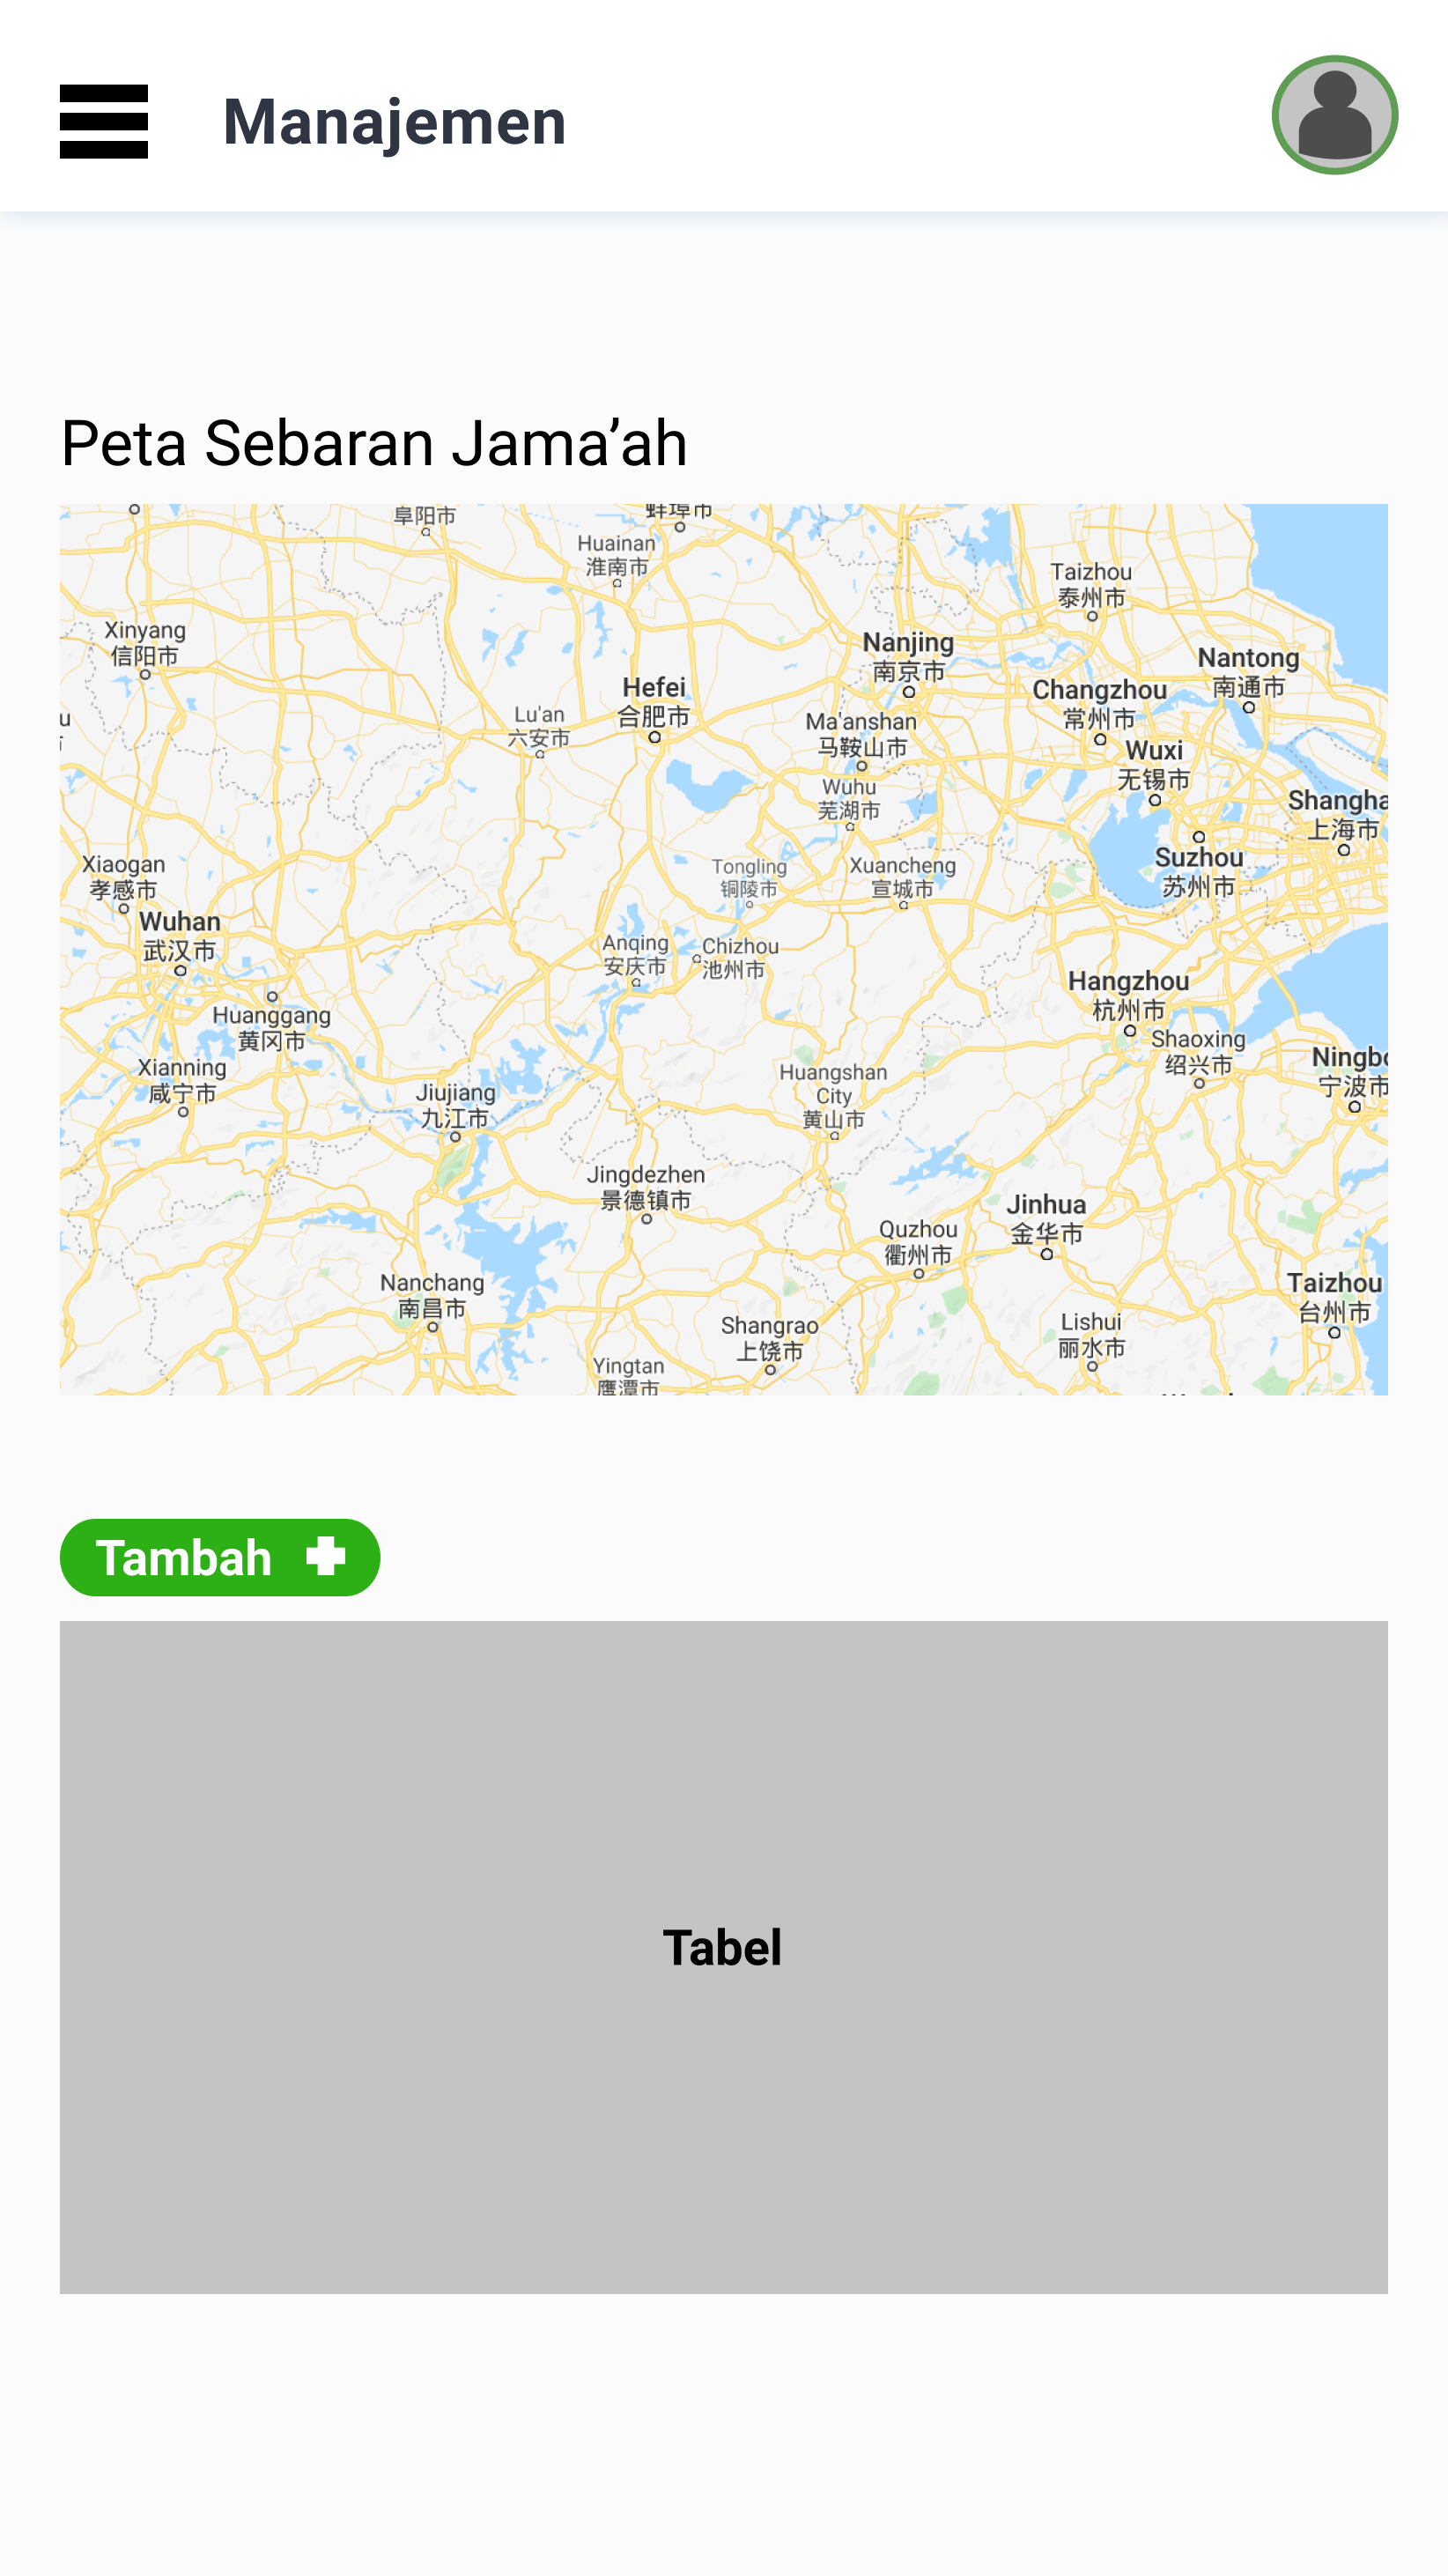 Manajemen
Peta Sebaran Jama’ah
阜阳市
蚌埠市
Huainan
淮南市
Taizhou
泰州市
Xinyang
信阳市
Nanjing
南京市
Nantong
南通市
Hefei
合肥市
Changzhou
常州市
Lu'an
六安市
Ma'anshan
马鞍山市
u
Wuxi
无锡市
Wuhu
芜湖市
Shangha
上海市
Suzhou
苏州市
Xiaogan
孝感市
Tongling
铜陵市
Xuancheng
宣城市
Wuhan
武汉市
Anqing
安庆市
Chizhou
池州市
Hangzhou
杭州市
Huanggang
黄冈市
Shaoxing
绍兴市
Xianning
咸宁市
Ningbo
宁波市
Huangshan
City
黄山市
Jiujiang
九江市
Jingdezhen
景德镇市
Jinhua
金华市
Quzhou
衢州市
Nanchang
南昌市
Taizhou
台州市
Shangrao
上饶市
Lishui
丽水市
Yingtan
鹰潭市
Tambah
Tabel